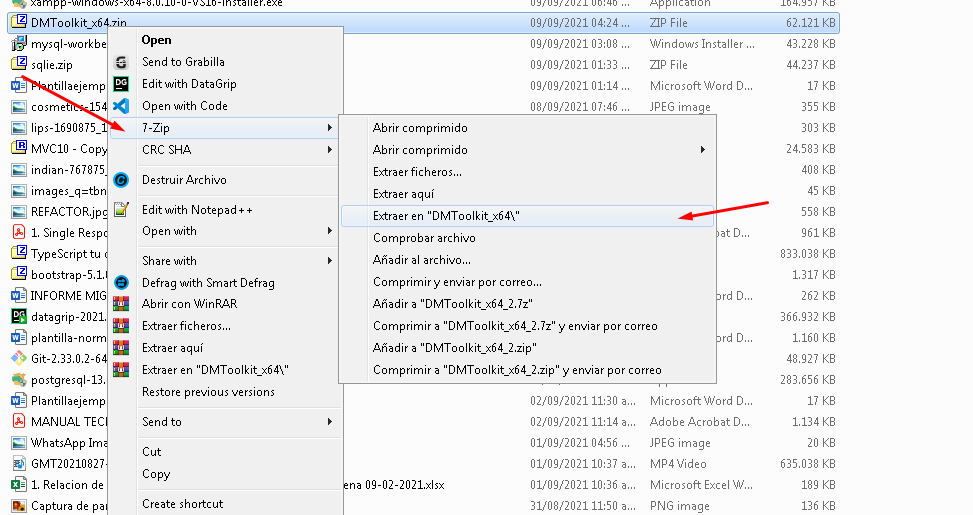 xampp-windows-x64-8.0.10-0-VS16-installer.exe 09/09/2021 06:46 ... Application 164.957 KB
DMToolkit_x64.zip 09/09/2021 04:24 ... ZIP File 62.121 KB
mysql-workbe 09/09/2021 03:08 ... Windows Installer ... 43.228 KB
sqlie.zip 09/09/2021 01:33 ... ZIP File 44.237 KB
Plantillaejemp 09/09/2021 01:14 ... Microsoft Word D... 17 KB
cosmetics-154 08/09/2021 07:46 ... JPEG image 355 KB
lips-1690875_1 303 KB
MVC10 - Copy 24.583 KB
indian-767875_ 408 KB
images_q=tbn 45 KB
REFACTOR.jpg 558 KB
1. Single Respo bat D... 961 KB
TypeScript tu c 833.038 KB
bootstrap-5.1.0 1.317 KB
INFORME MIG rd D... 262 KB
datagrip-2021. 366.932 KB
plantilla-norm rd D... 1.160 KB
Git-2.33.0.2-64 48.927 KB
postgresql-13. 283.656 KB
Plantillaejemp 02/09/2021 11:30 a... Microsoft Word D... 17 KB
MANUAL TECI 02/09/2021 11:14 a... Adobe Acrobat D... 1.134 KB
WhatsApp Ima 01/09/2021 04:56 ... JPEG image 20 KB
GMT20210827- 01/09/2021 10:37 a... MP4 Video 635.038 KB
1. Relacion de ena 09-02-2021.xlsx 01/09/2021 10:36 a... Microsoft Excel W... 189 KB
Captura de pa 31/08/2021 11:50 a... PNG image 136 KB
Open
Send to Grabilla
Edit with DataGrip
Open with Code
7-Zip
CRC SHA
Destruir Archivo
Edit with Notepad++
Open with
Share with
Defrag with Smart Defrag
Abrir con WinRAR
Extraer ficheros...
Extraer aquí
Extraer en "DMToolkit_x64\"
Restore previous versions
Send to
Cut
Copy
Create shortcut
Abrir comprimido
Abrir comprimido
Extraer ficheros...
Extraer aquí
Extraer en "DMToolkit_x64\"
Comprobar archivo
Añadir al archivo...
Comprimir y enviar por correo...
Añadir a "DMToolkit_x64_2.7z"
Comprimir a "DMToolkit_x64_2.7z" y enviar por correo
Añadir a "DMToolkit_x64_2.zip"
Comprimir a "DMToolkit_x64_2.zip" y enviar por correo